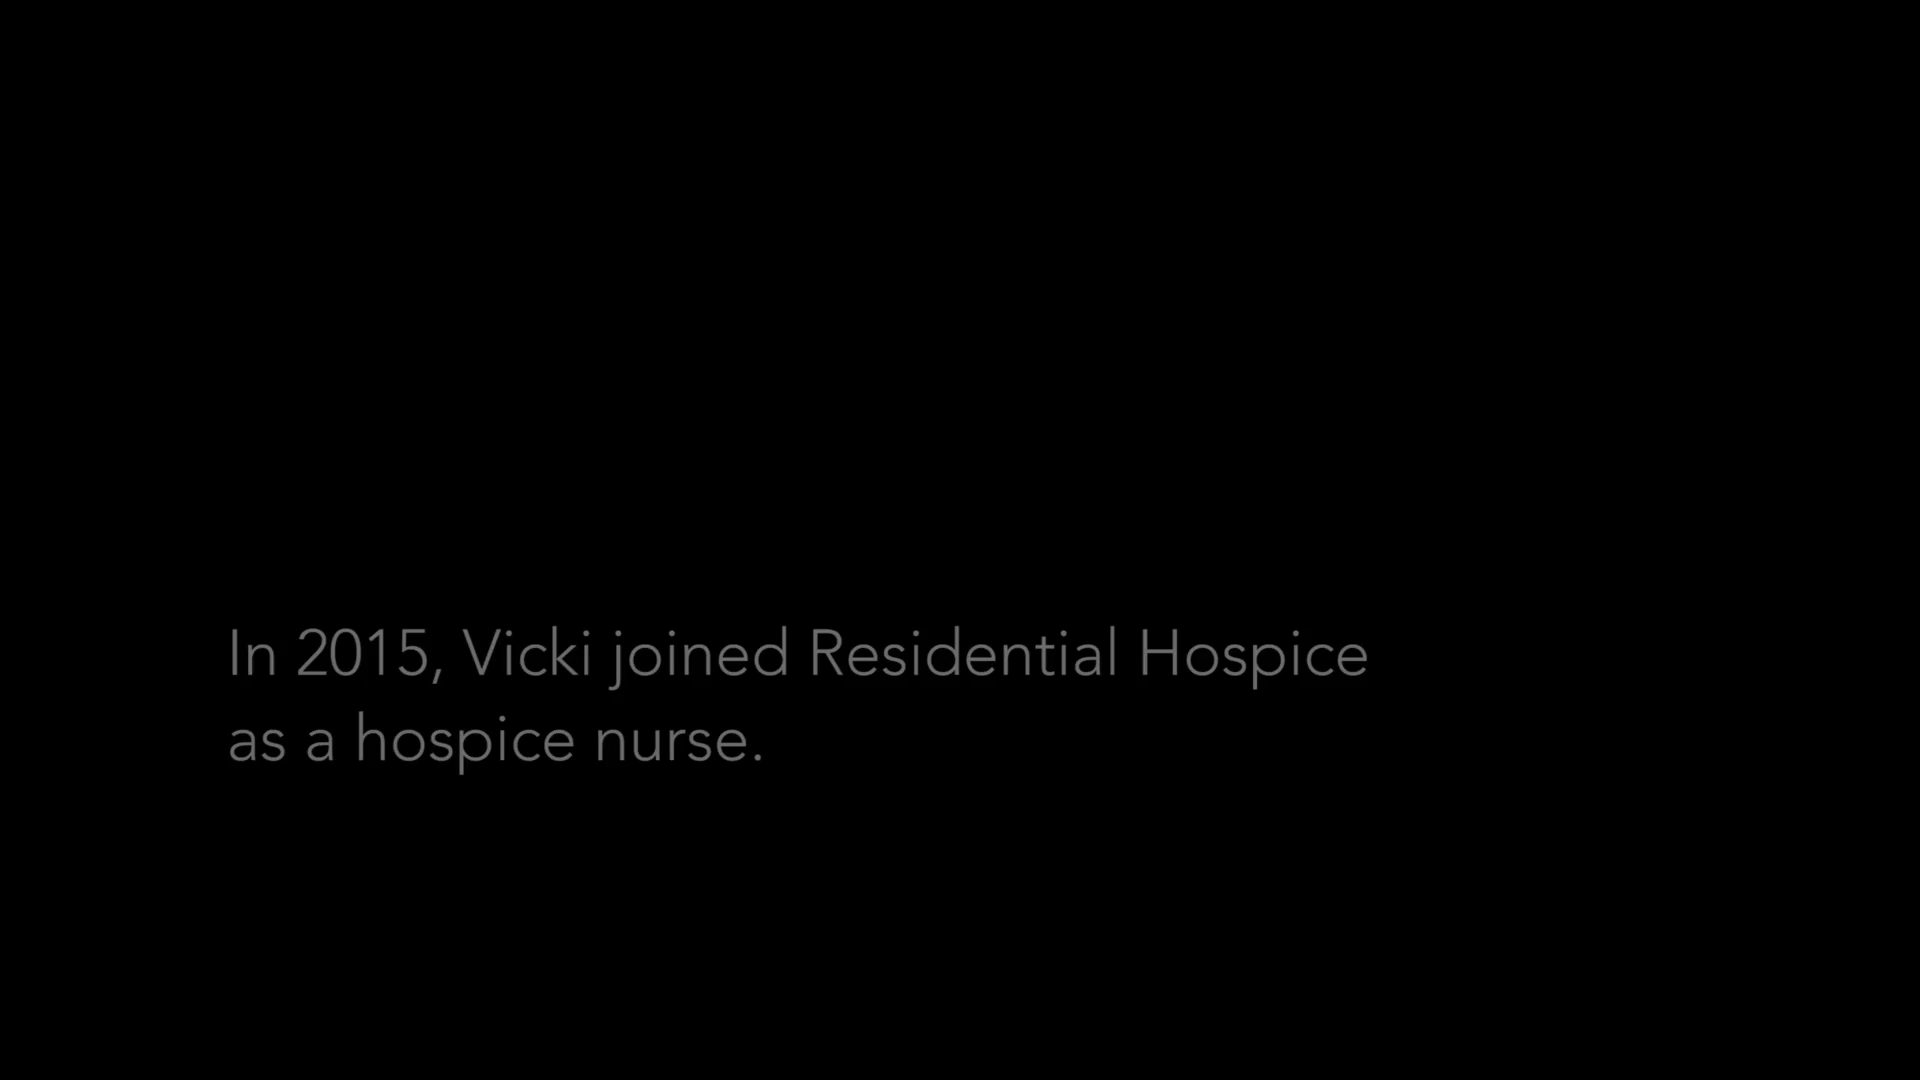 In 2015, Vicki joined Residential Hospice
as a hospice nurse.